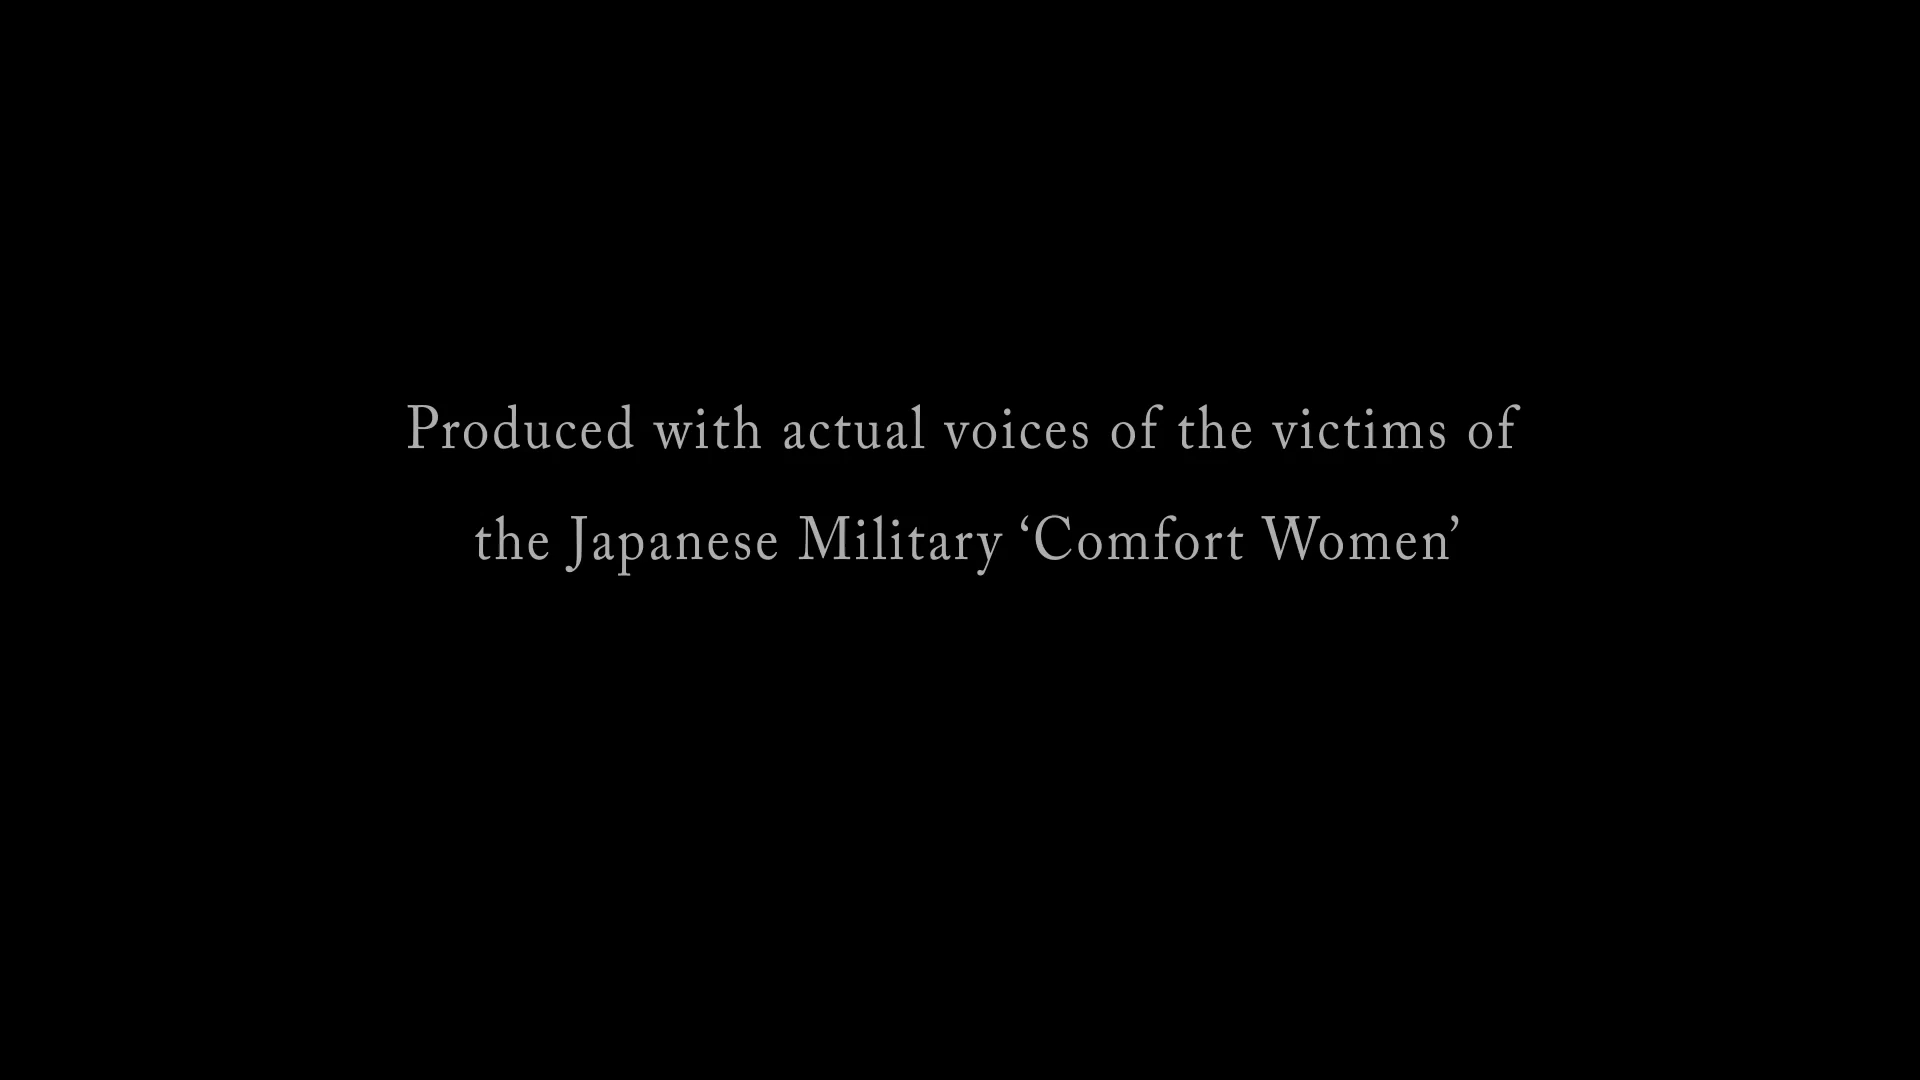 Produced with actual voices of the victims of
the Japanese Military ‘Comfort Women’